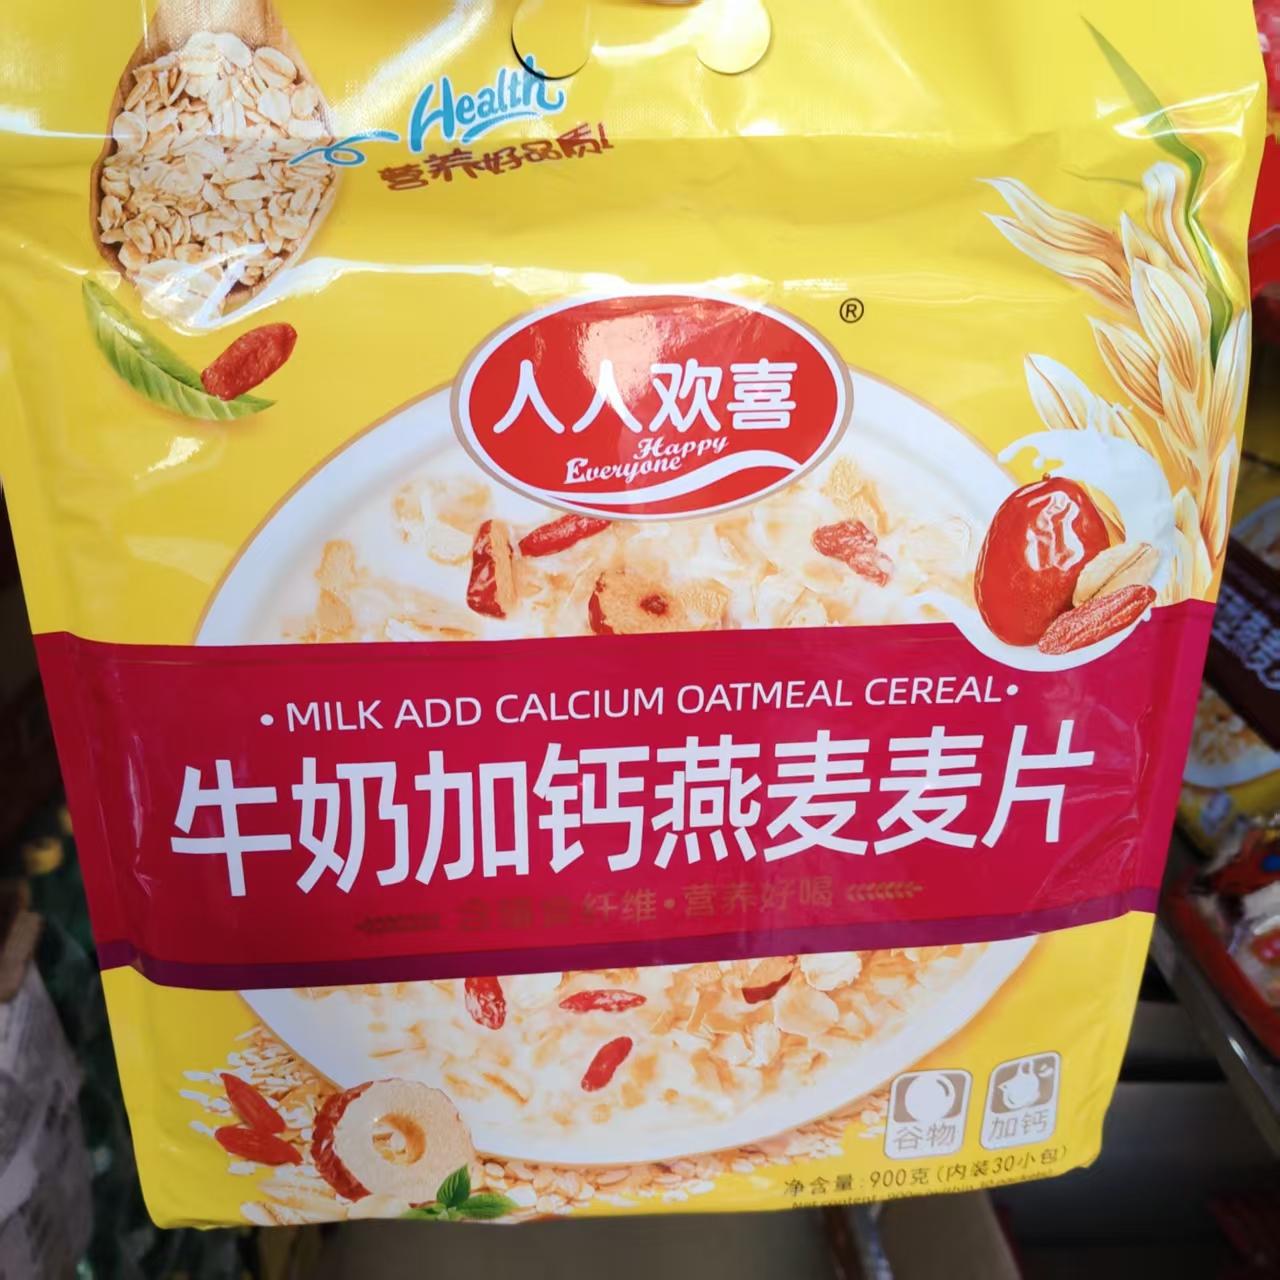 Health
营养好品质!
人人欢喜
®
Happy
Everyone
•MILK ADD CALCIUM OATMEAL CEREAL•
牛奶加钙燕麦麦片
含膳食纤维•营养好喝
谷物
加钙
净含量:900克(内装30小包)
Net content: